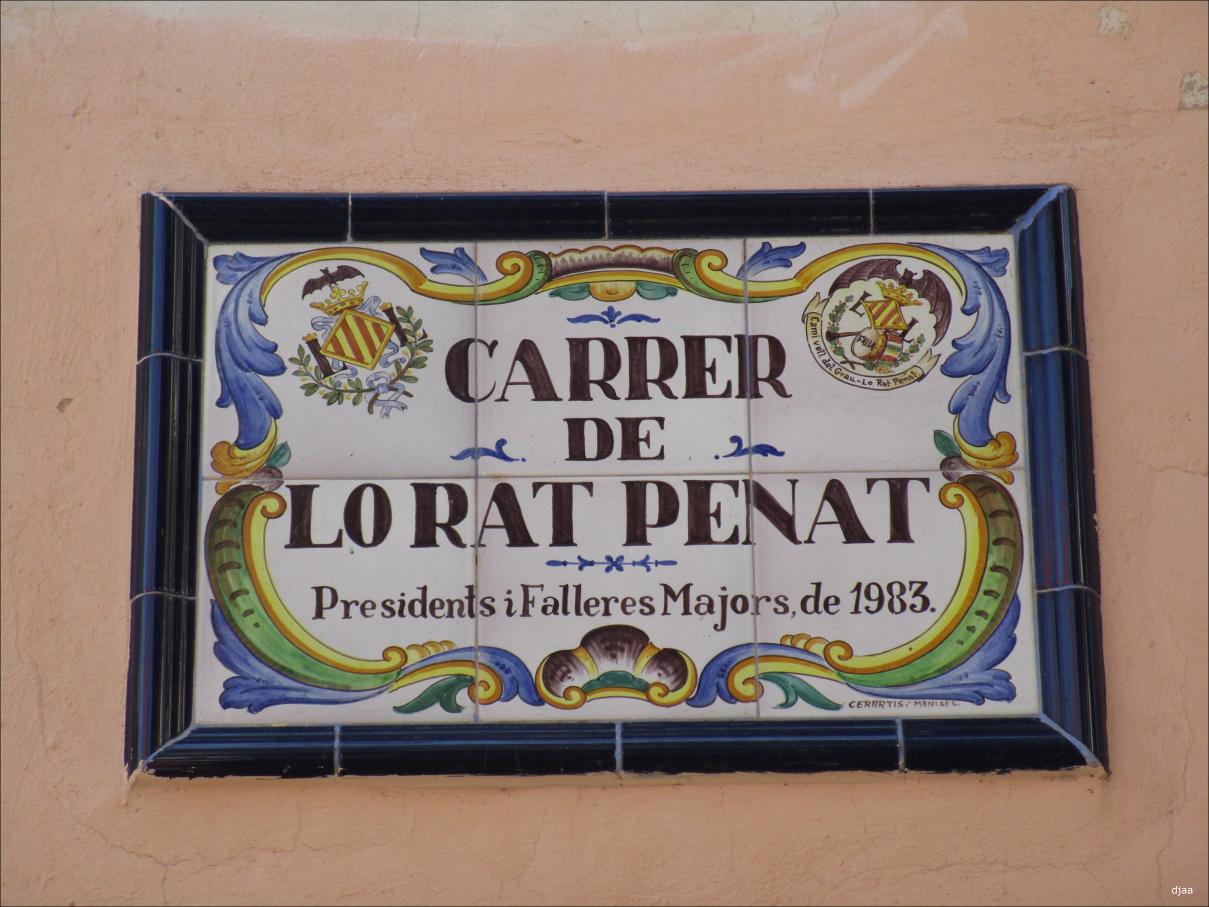 CARRER
DE
LO RAT PENAT
Presidents i Falleres Majors, de 1983.
Camí vell del Grau - Lo Rat Penat
FALLA
L L
CERARTIS - MANISES.
djaa